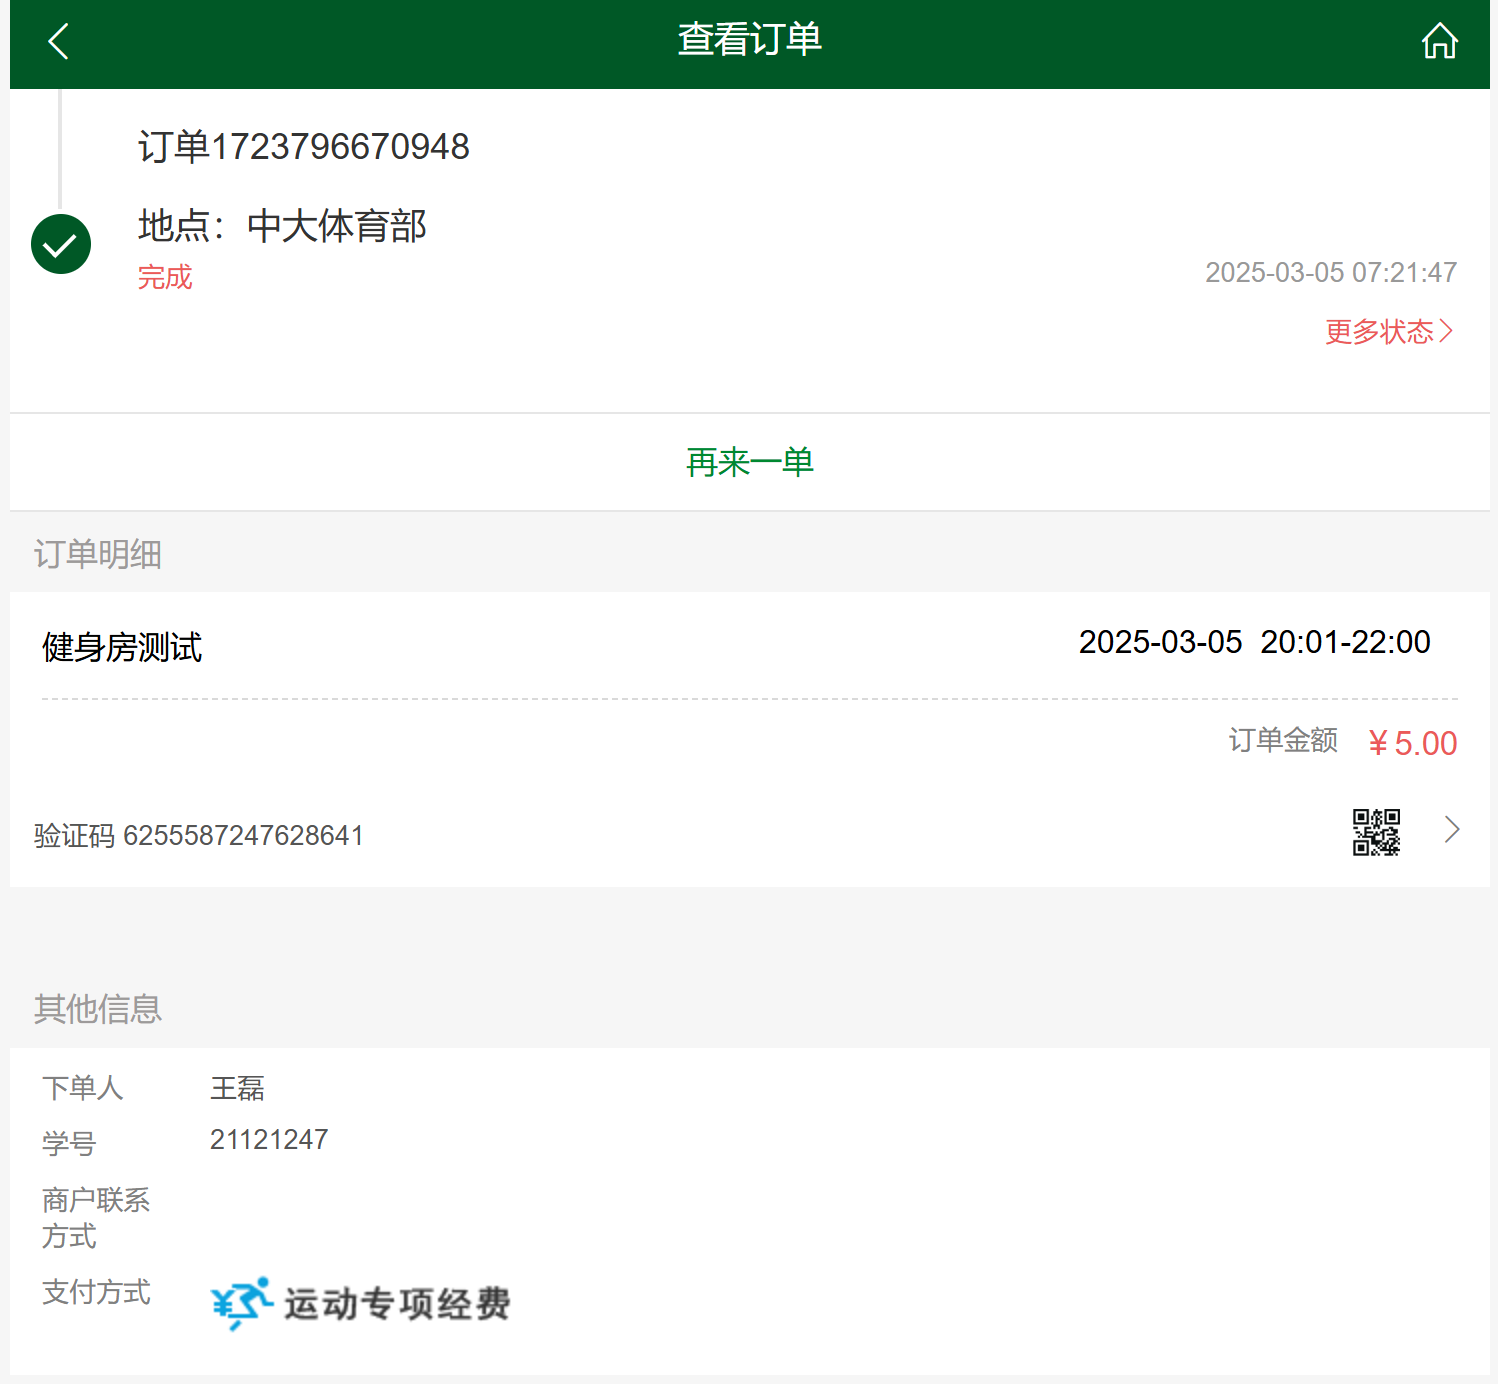 查看订单
订单1723796670948
地点：中大体育部
完成
2025-03-05 07:21:47
更多状态
再来一单
订单明细
健身房测试
2025-03-05 20:01-22:00
订单金额 ¥5.00
验证码 6255587247628641
其他信息
下单人 王磊
学号 21121247
商户联系
方式
支付方式 运动专项经费